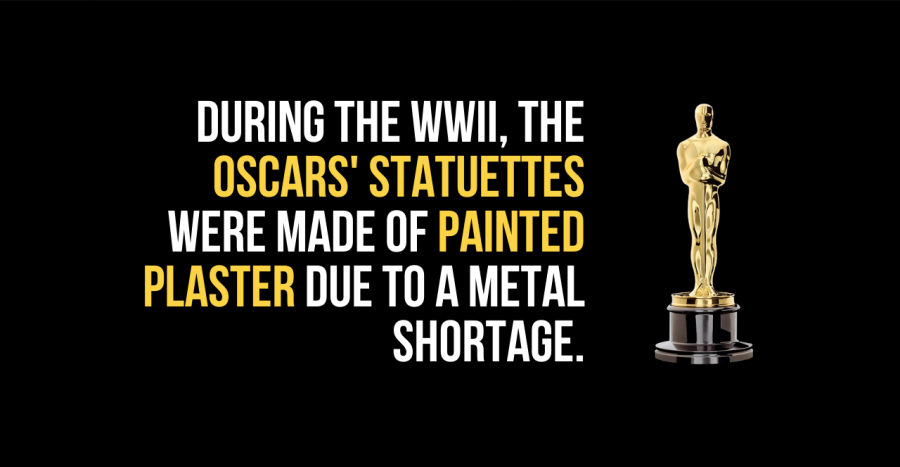 DURING THE WWII, THE
OSCARS' STATUETTES
WERE MADE OF PAINTED
PLASTER DUE TO A METAL
SHORTAGE.